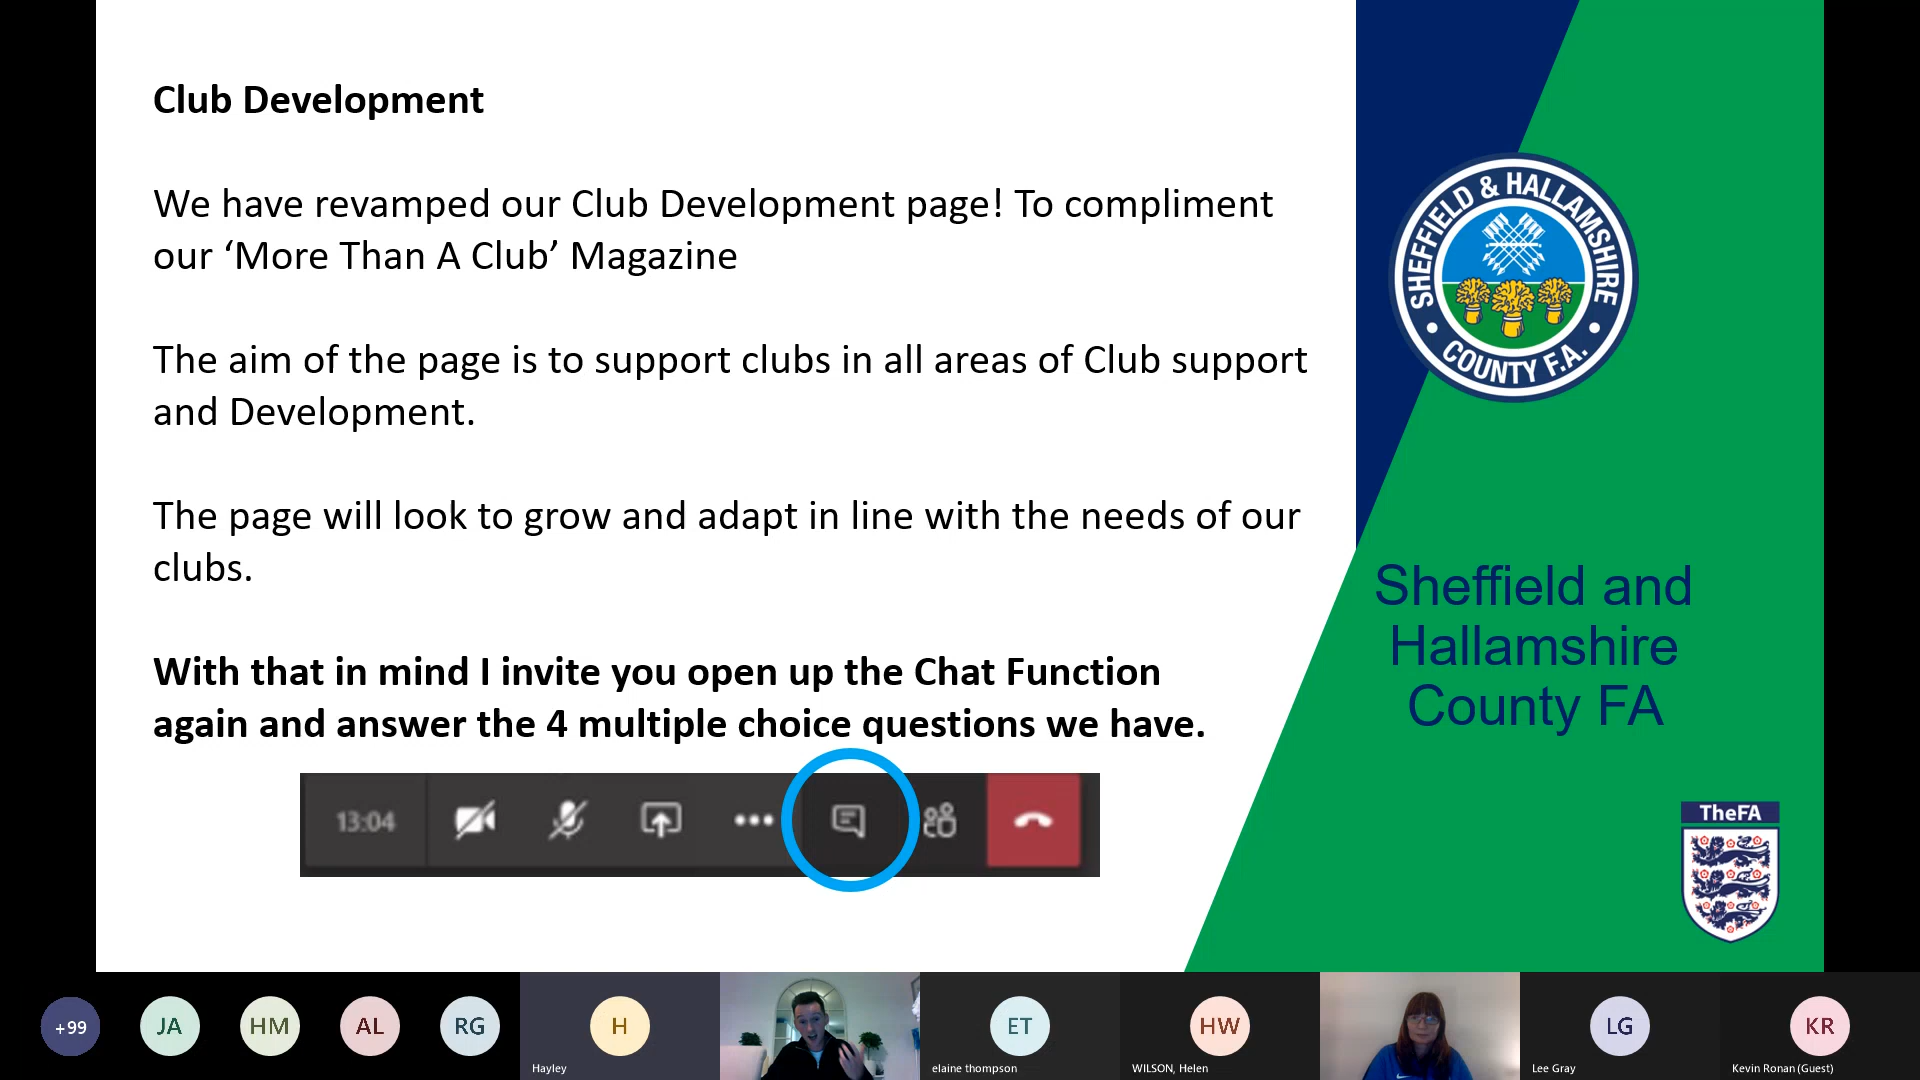 Club Development
We have revamped our Club Development page! To compliment
our ‘More Than A Club’ Magazine
The aim of the page is to support clubs in all areas of Club support
and Development.
The page will look to grow and adapt in line with the needs of our
clubs.
With that in mind I invite you open up the Chat Function
again and answer the 4 multiple choice questions we have.
13:04
SHEFFIELD & HALLAMSHIRE
COUNTY F.A.
Sheffield and
Hallamshire
County FA
TheFA
+99
JA
HM
AL
RG
H
Hayley
ET
elaine thompson
HW
WILSON, Helen
LG
Lee Gray
KR
Kevin Ronan (Guest)